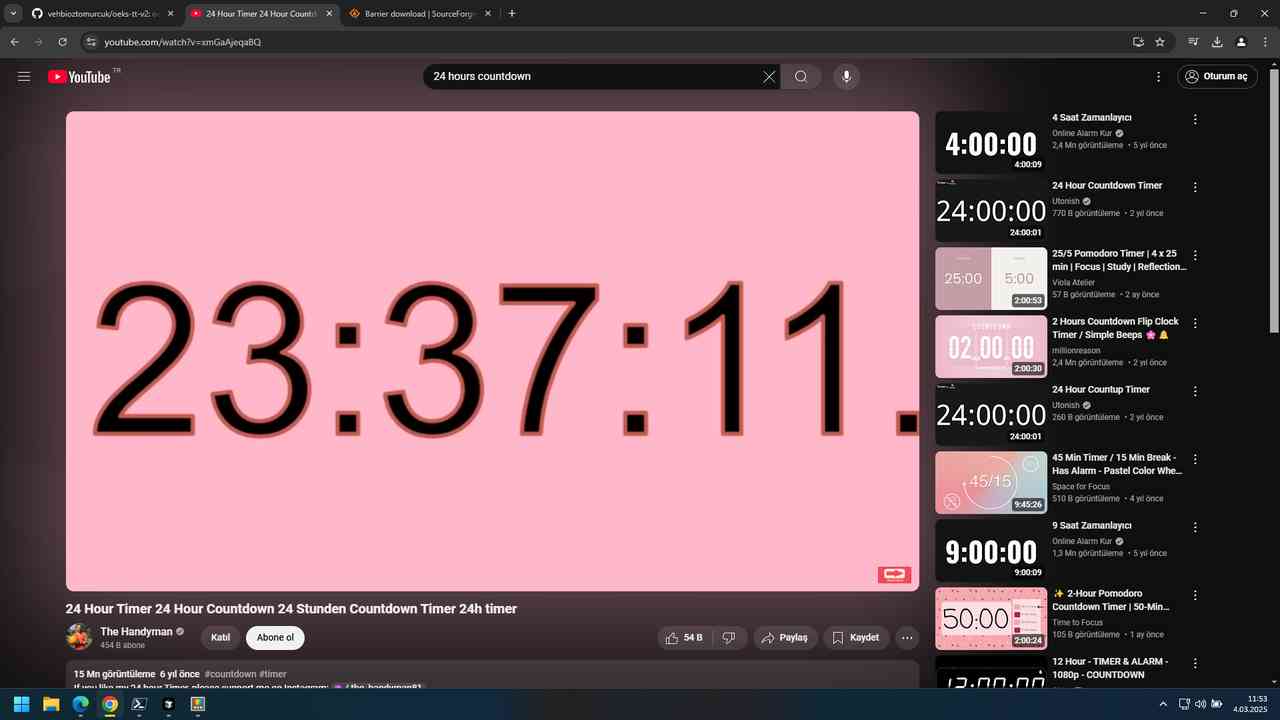 vehbioztomurcuk/oeks-tt-v2: o
24 Hour Timer 24 Hour Countd
Barrier download | SourceForg
youtube.com/watch?v=xmGaAjeqaBQ
YouTube TR
24 hours countdown
Oturum aç
23:37:11.
24 Hour Timer 24 Hour Countdown 24 Stunden Countdown Timer 24h timer
The Handyman
454 B abone
Katıl
Abone ol
54 B
Paylaş
Kaydet
15 Mn görüntüleme 6 yıl önce #countdown #timer
If you like my 24 hour Timer, please support me on Instagram: / the_handyman81
4:00:00
4:00:09
4 Saat Zamanlayıcı
Online Alarm Kur
2,4 Mn görüntüleme • 5 yıl önce
24:00:00
24:00:01
24 Hour Countdown Timer
Utonish
770 B görüntüleme • 2 yıl önce
25:00
5:00
2:00:53
25/5 Pomodoro Timer | 4 x 25
min | Focus | Study | Reflection...
Viola Atelier
57 B görüntüleme • 2 ay önce
COUNTDOWN
02:00:00
2:00:30
2 Hours Countdown Flip Clock
Timer / Simple Beeps 🌸 🔔
millionreason
2,4 Mn görüntüleme • 2 yıl önce
24:00:00
24:00:01
24 Hour Countup Timer
Utonish
260 B görüntüleme • 2 yıl önce
45/15
9:45:26
45 Min Timer / 15 Min Break -
Has Alarm - Pastel Color Whe...
Space for Focus
510 B görüntüleme • 4 yıl önce
9:00:00
9:00:09
9 Saat Zamanlayıcı
Online Alarm Kur
1,3 Mn görüntüleme • 5 yıl önce
50:00
2:00:24
✨ 2-Hour Pomodoro
Countdown Timer | 50-Min...
Time to Focus
105 B görüntüleme • 1 ay önce
12:00:00
12 Hour - TIMER & ALARM -
1080p - COUNTDOWN
11:53
4.03.2025